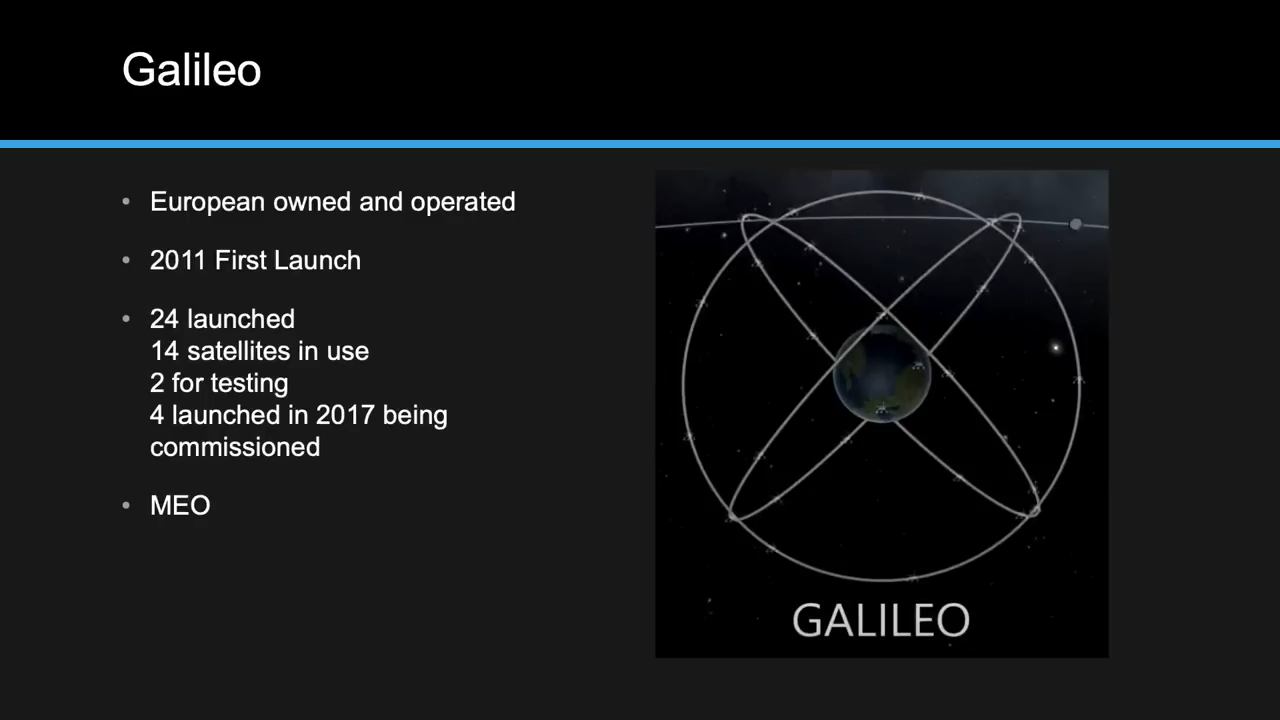 Galileo
• European owned and operated
• 2011 First Launch
• 24 launched
14 satellites in use
2 for testing
4 launched in 2017 being
commissioned
• MEO
GALILEO